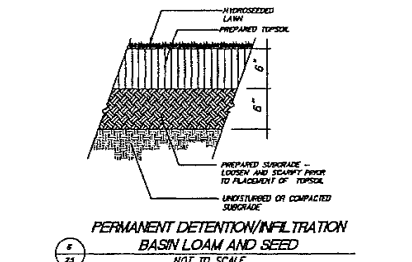 HYDROSEEDED
LAWN
PREPARED TOPSOIL
6"
6"
PREPARED SUBGRADE -
LOOSEN AND SCARIFY PRIOR
TO PLACEMENT OF TOPSOIL
UNDISTURBED OR COMPACTED
SUBGRADE
PERMANENT DETENTION/INFILTRATION
BASIN LOAM AND SEED
NOT TO SCALE